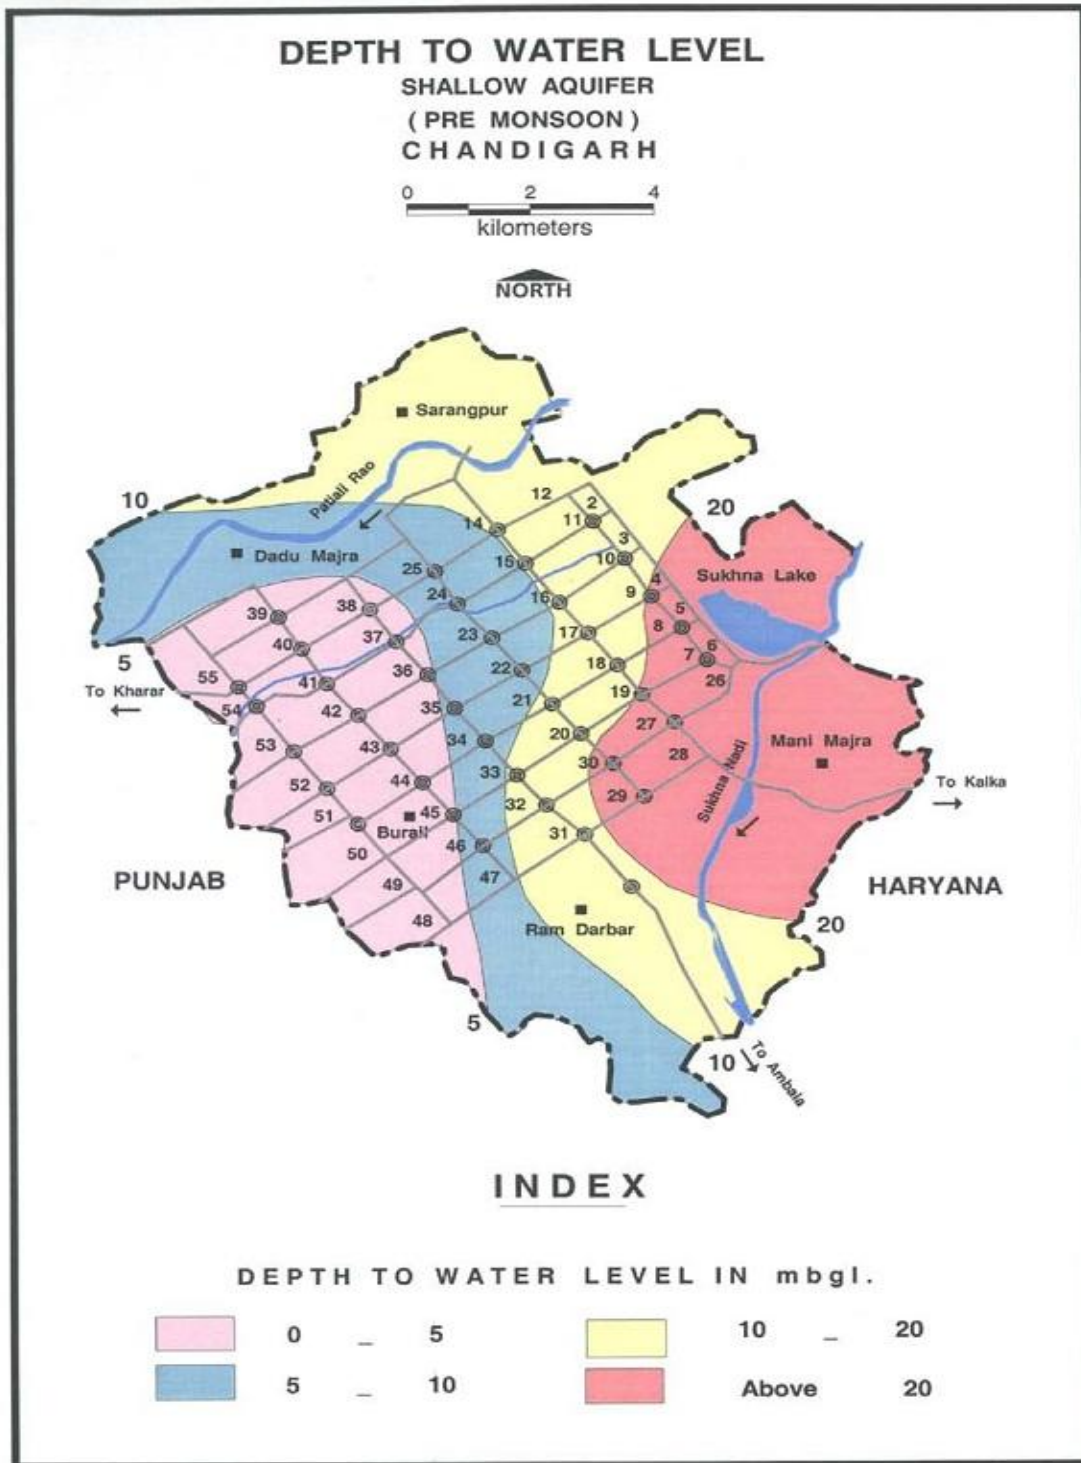 DEPTH TO WATER LEVEL
SHALLOW AQUIFER
( PRE MONSOON )
CHANDIGARH
0 2 4
kilometers
NORTH
Sarangpur
Patiali Rao
10
12
2
20
14
11
3
Dadu Majra
15
10
4
Sukhna Lake
25
24
16
9
5
39
38
23
17
8
6
5
40
37
22
18
7
26
55
41
36
21
19
To Kharar
54
42
35
20
27
28
Mani Majra
53
43
34
30
Sukhna Nadi
52
44
33
29
To Kalka
51
45
32
Burail
50
46
31
PUNJAB
49
47
HARYANA
48
Ram Darbar
20
5
10
To Ambala
INDEX
DEPTH TO WATER LEVEL IN mbgl.
0 _ 5 10 _ 20
5 _ 10 Above 20